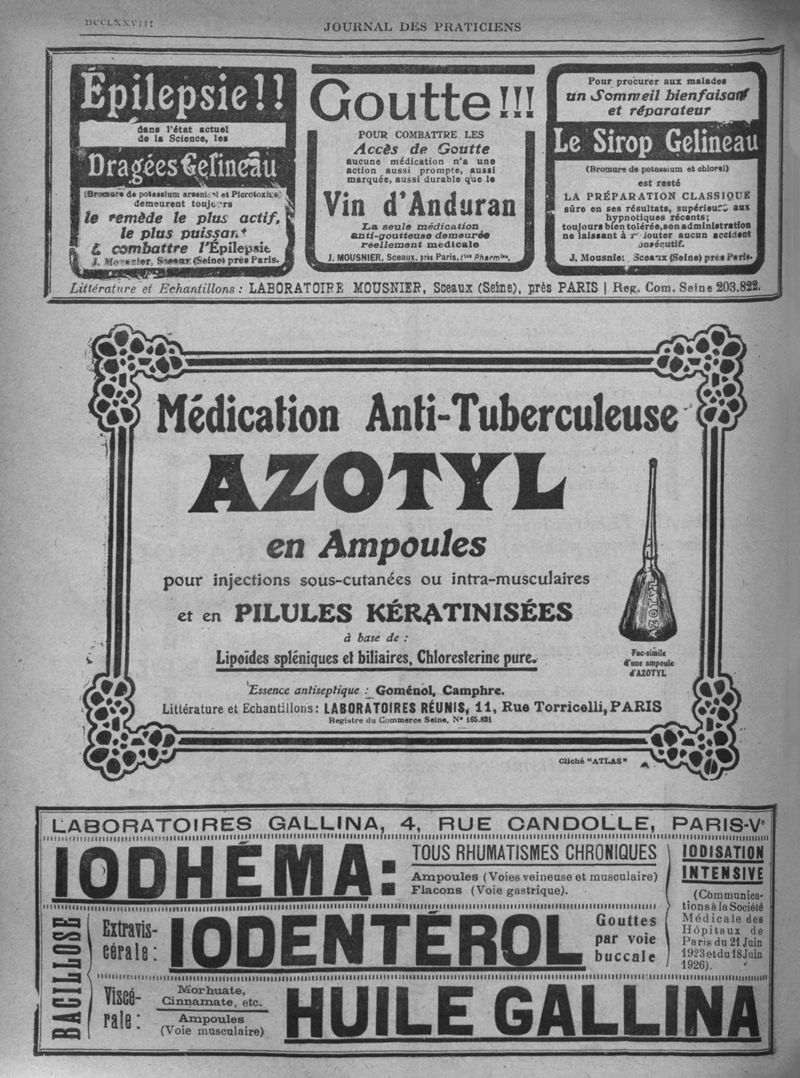 DCCLXXVIII
JOURNAL DES PRATICIENS
Épilepsie!!
dans l'état actuel
de la Science, les
Dragées Gelineau
(Bromure de potassium arsenical et Picrotoxine)
demeurent toujours
le remède le plus actif,
le plus puissant
à combattre l'Épilepsie
J. Mousnier, Sceaux (Seine) près Paris.
Goutte!!!
POUR COMBATTRE LES
Accès de Goutte
aucune médication n'a une
action aussi prompte, aussi
marquée, aussi durable que le
Vin d'Anduran
La seule médication
anti-goutteuse demeurée
réellement médicale
J. MOUSNIER, Sceaux, près Paris, Pharm
Pour procurer aux malades
un Sommeil bienfaisant
et réparateur
Le Sirop Gelineau
(Bromure de potassium et chloral)
est resté
LA PRÉPARATION CLASSIQUE
sûre en ses résultats, supérieure aux
hypnotiques récents;
toujours bien tolérée, son administration
ne laissant à redouter aucun accident
consécutif.
J. Mousnier, Sceaux (Seine) près Paris.
Littérature et Echantillons: LABORATOIRE MOUSNIER, Sceaux (Seine), près PARIS | Reg. Com. Seine 203.822.
Médication Anti-Tuberculeuse
AZOTYL
en Ampoules
pour injections sous-cutanées ou intra-musculaires
et en PILULES KÉRATINISÉES
à base de:
Lipoïdes spléniques et biliaires, Chloresterine pure.
Essence antiseptique: Goménol, Camphre.
Littérature et Echantillons: LABORATOIRES RÉUNIS, 11, Rue Torricelli, PARIS
Registre du Commerce Seine, N° 165.831
AZOTYL
Fac-simile
d'une ampoule
d'AZOTYL
Cliché "ATLAS"
LABORATOIRES GALLINA, 4, RUE CANDOLLE, PARIS-Ve
IODHÉMA:
TOUS RHUMATISMES CHRONIQUES
Ampoules (Voies veineuse et musculaire)
Flacons (Voie gastrique).
IODISATION
INTENSIVE
(Communica-
tions à la Société
Médicale des
Hôpitaux de
Paris du 21 Juin
1923 et du 18 Juin
1926).
BACILLOSE
Extravis-
cérale:
IODENTÉROL
Gouttes
par voie
buccale
Viscé-
rale:
Morhuate,
Cinnamate, etc.
Ampoules
(Voie musculaire)
HUILE GALLINA